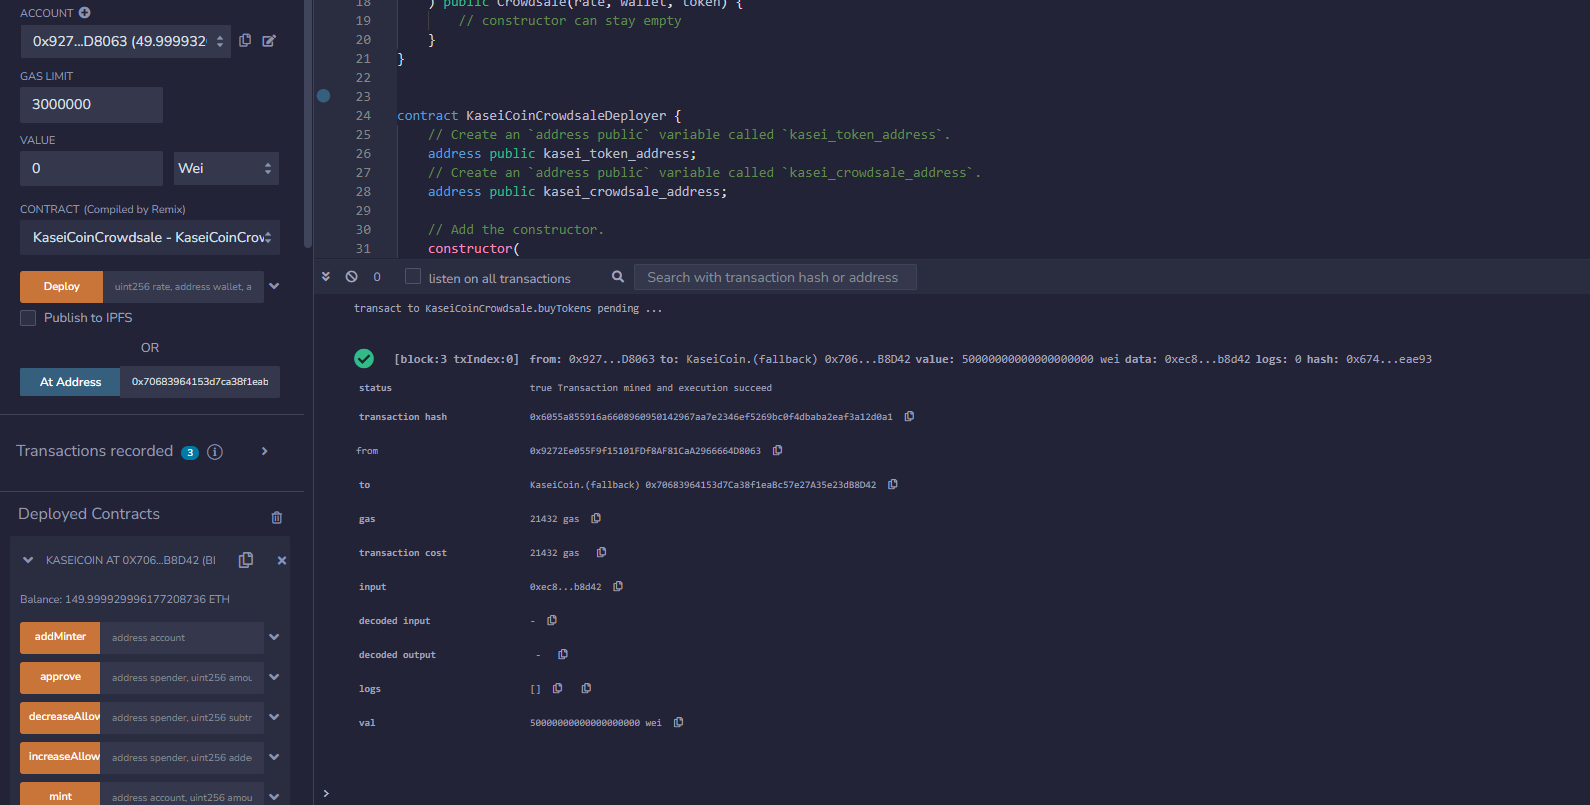 ACCOUNT
0x927...D8063 (49.999932
GAS LIMIT
3000000
VALUE
0
Wei
CONTRACT (Compiled by Remix)
KaseiCoinCrowdsale - KaseiCoinCrow
Deploy
uint256 rate, address wallet, a
Publish to IPFS
OR
At Address
0x70683964153d7ca38f1eab
Transactions recorded 3 i
Deployed Contracts
KASEICOIN AT 0X706...B8D42 (BI
Balance: 149.999929996177208736 ETH
addMinter
address account
approve
address spender, uint256 amou
decreaseAllow
address spender, uint256 subtr
increaseAllow
address spender, uint256 adde
mint
address account, uint256 amou
18 ) public Crowdsale(rate, wallet, token) {
19 // constructor can stay empty
20 }
21 }
22
23
24 contract KaseiCoinCrowdsaleDeployer {
25 // Create an `address public` variable called `kasei_token_address`.
26 address public kasei_token_address;
27 // Create an `address public` variable called `kasei_crowdsale_address`.
28 address public kasei_crowdsale_address;
29
30 // Add the constructor.
31 constructor(
0
listen on all transactions
Search with transaction hash or address
transact to KaseiCoinCrowdsale.buyTokens pending ...
[block:3 txIndex:0] from: 0x927...D8063 to: KaseiCoin.(fallback) 0x706...B8D42 value: 50000000000000000000 wei data: 0xec8...b8d42 logs: 0 hash: 0x674...eae93
status true Transaction mined and execution succeed
transaction hash 0x6055a855916a6608960950142967aa7e2346ef5269bc0f4dbaba2eaf3a12d0a1
from 0x9272Ee055F9f15101FDf8AF81CaA2966664D8063
to KaseiCoin.(fallback) 0x70683964153d7Ca38f1eaBc57e27A35e23dB8D42
gas 21432 gas
transaction cost 21432 gas
input 0xec8...b8d42
decoded input -
decoded output -
logs []
val 50000000000000000000 wei
>